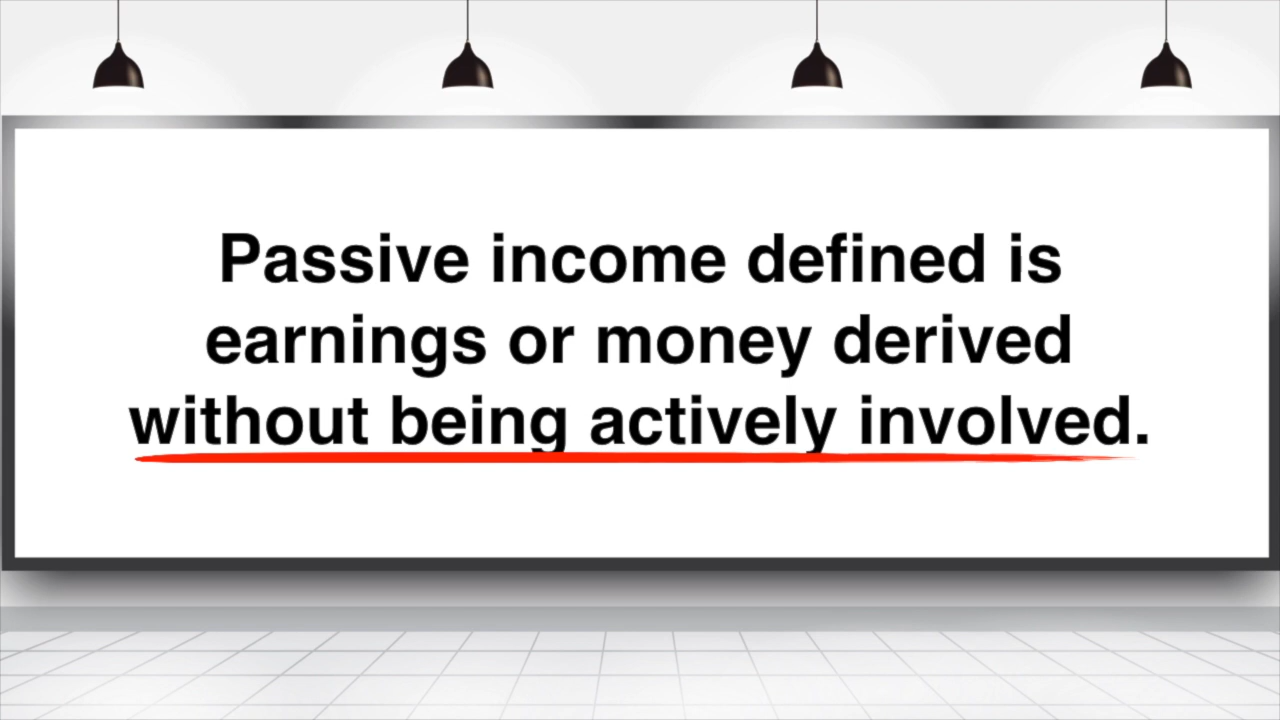 Passive income defined is
earnings or money derived
without being actively involved.